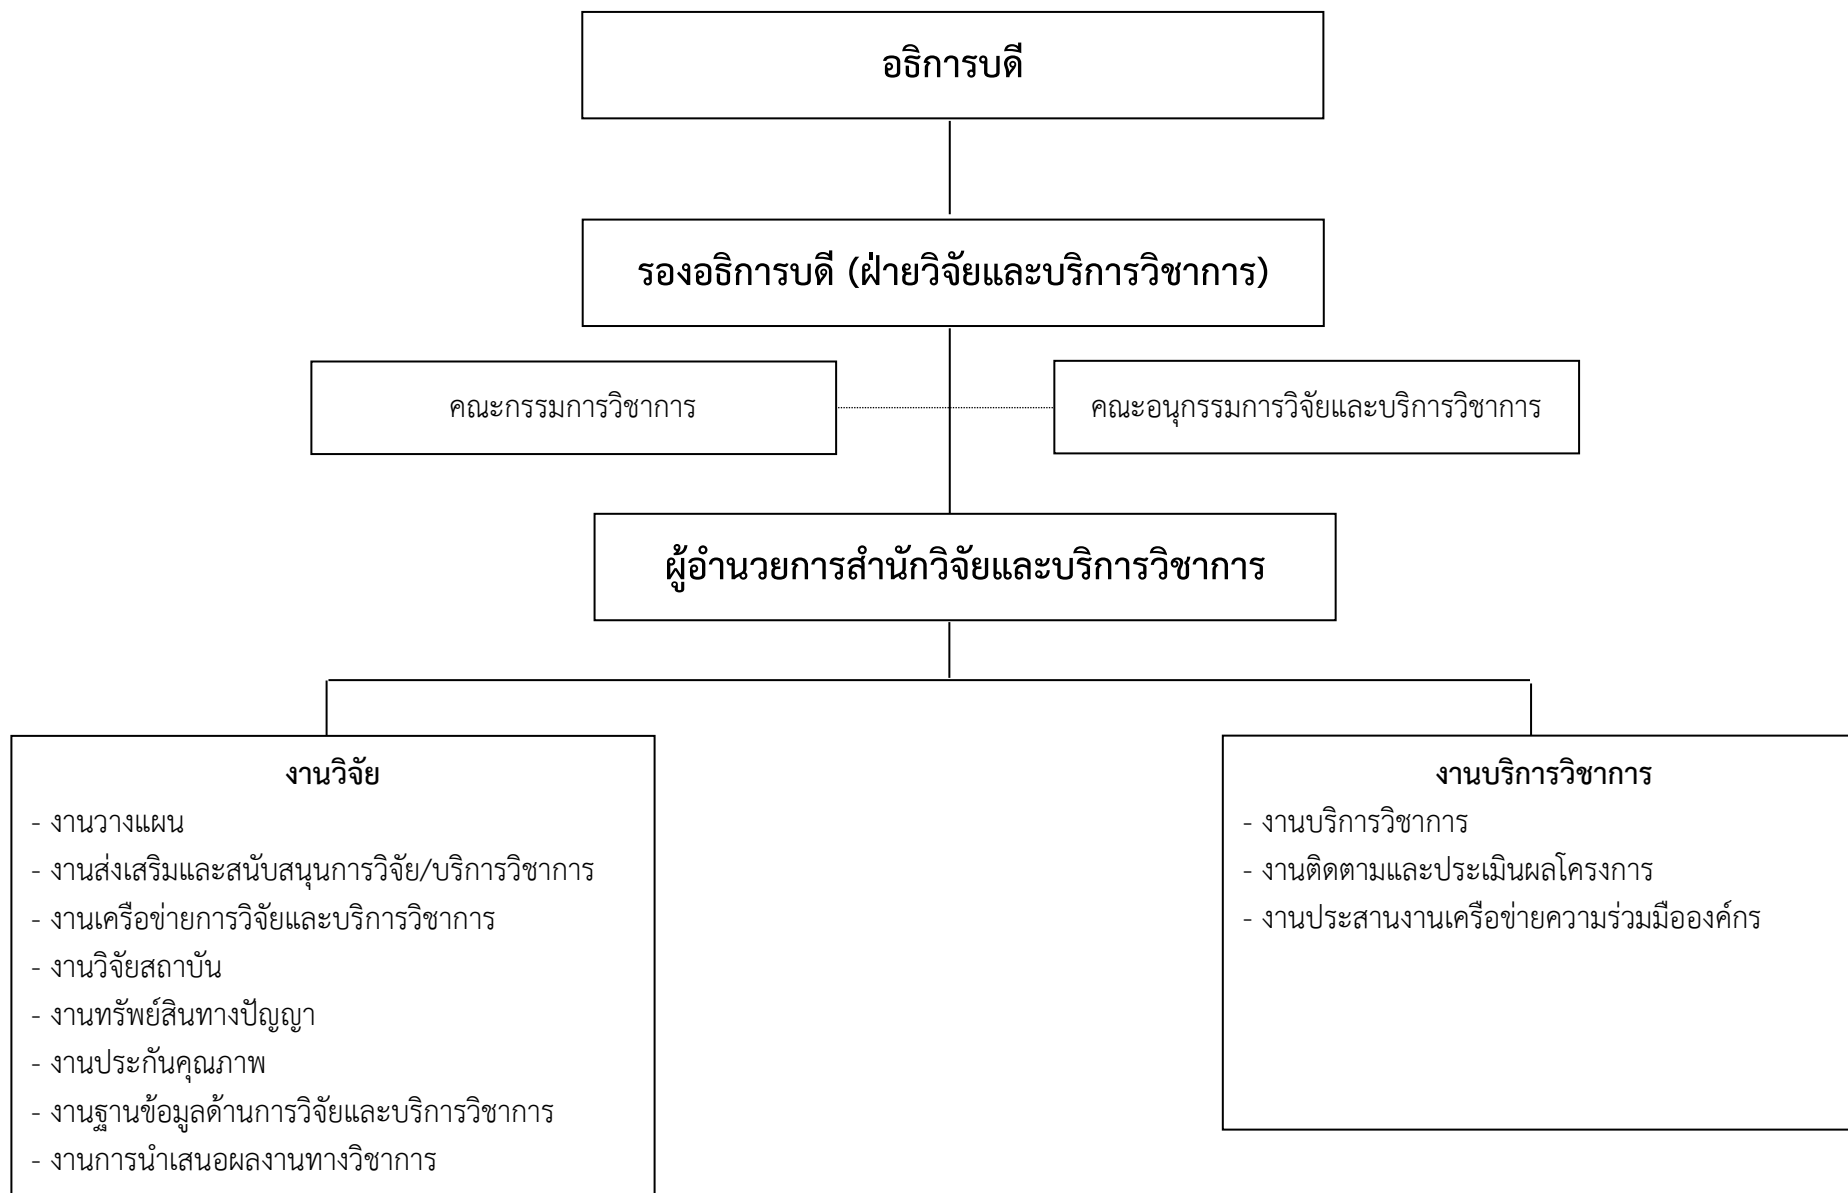 อธิการบดี
รองอธิการบดี (ฝ่ายวิจัยและบริการวิชาการ)
คณะกรรมการวิชาการ
คณะอนุกรรมการวิจัยและบริการวิชาการ
ผู้อำนวยการสำนักวิจัยและบริการวิชาการ
งานวิจัย
- งานวางแผน
- งานส่งเสริมและสนับสนุนการวิจัย/บริการวิชาการ
- งานเครือข่ายการวิจัยและบริการวิชาการ
- งานวิจัยสถาบัน
- งานทรัพย์สินทางปัญญา
- งานประกันคุณภาพ
- งานฐานข้อมูลด้านการวิจัยและบริการวิชาการ
- งานการนำเสนอผลงานทางวิชาการ
งานบริการวิชาการ
- งานบริการวิชาการ
- งานติดตามและประเมินผลโครงการ
- งานประสานงานเครือข่ายความร่วมมือองค์กร